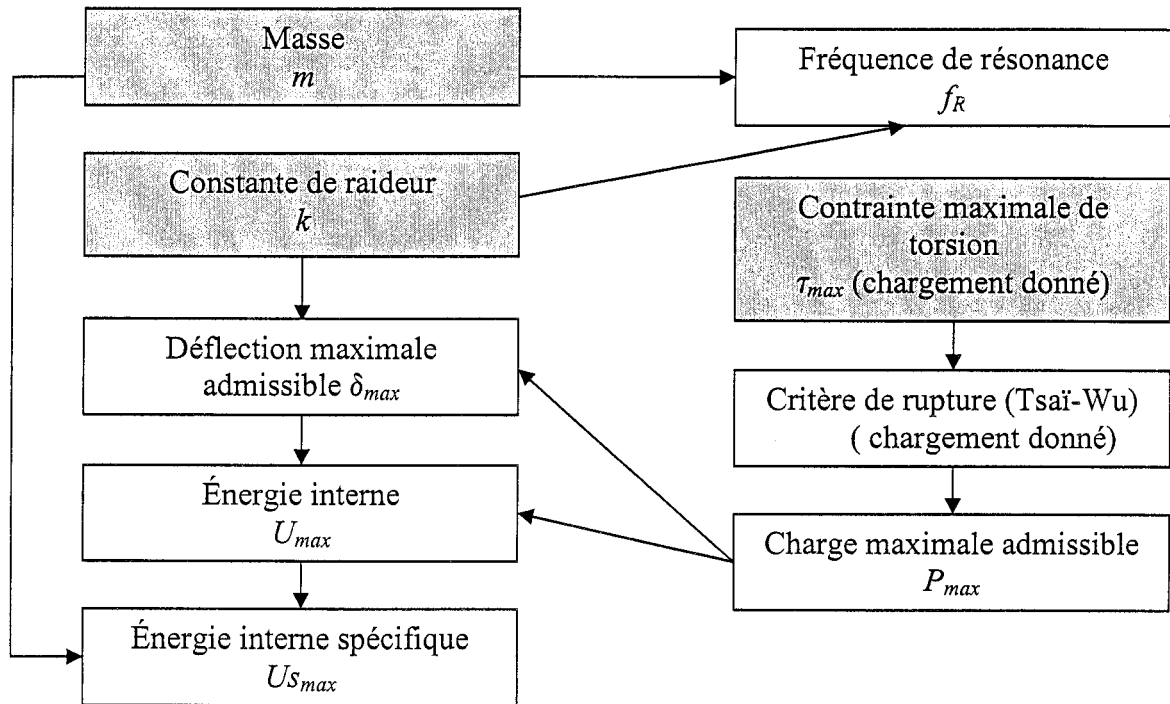 Masse
m
Fréquence de résonance
f_R
Constante de raideur
k
Contrainte maximale de
torsion
τ_max (chargement donné)
Déflection maximale
admissible δ_max
Critère de rupture (Tsaï-Wu)
( chargement donné)
Énergie interne
U_max
Charge maximale admissible
P_max
Énergie interne spécifique
Us_max